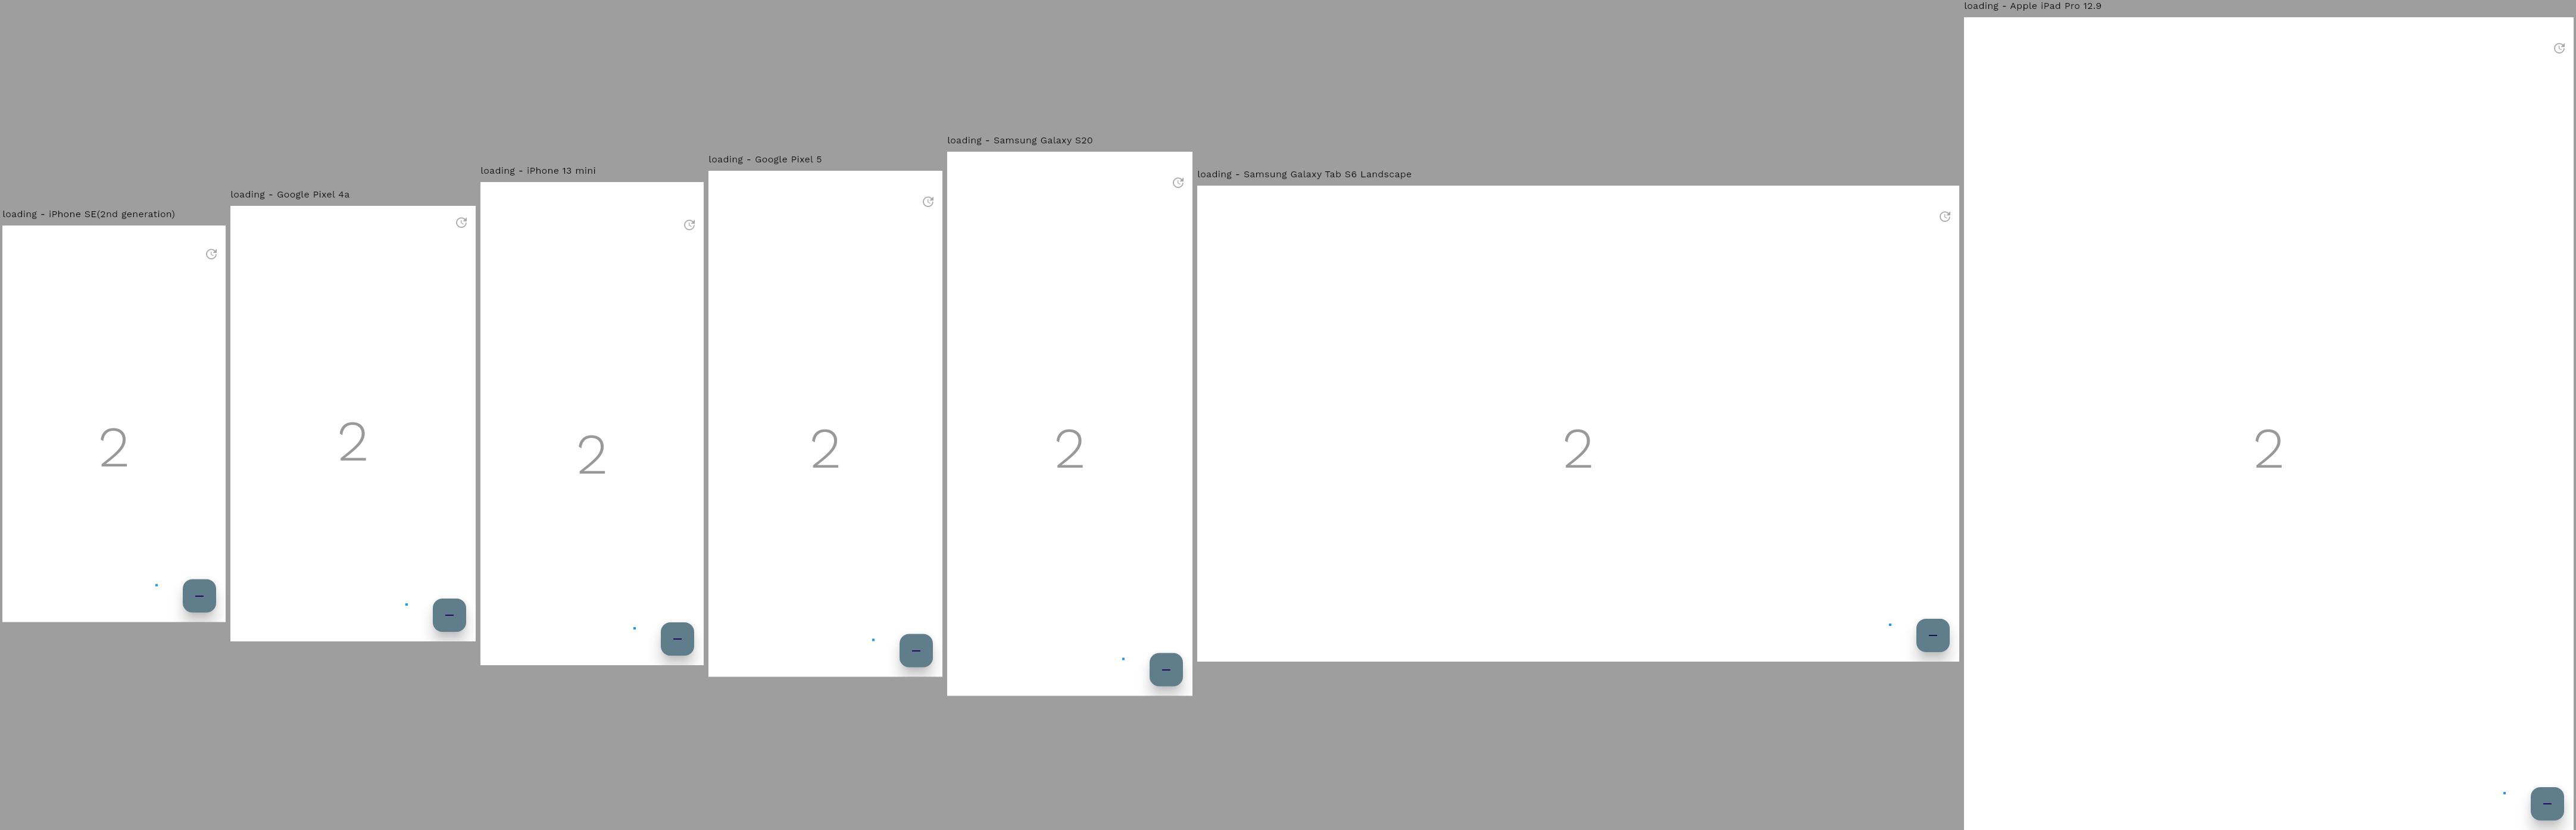 loading - Apple iPad Pro 12.9
loading - Samsung Galaxy S20
loading - Google Pixel 5
loading - iPhone 13 mini
loading - Samsung Galaxy Tab S6 Landscape
loading - Google Pixel 4a
loading - iPhone SE(2nd generation)
2
2
2
2
2
2
2